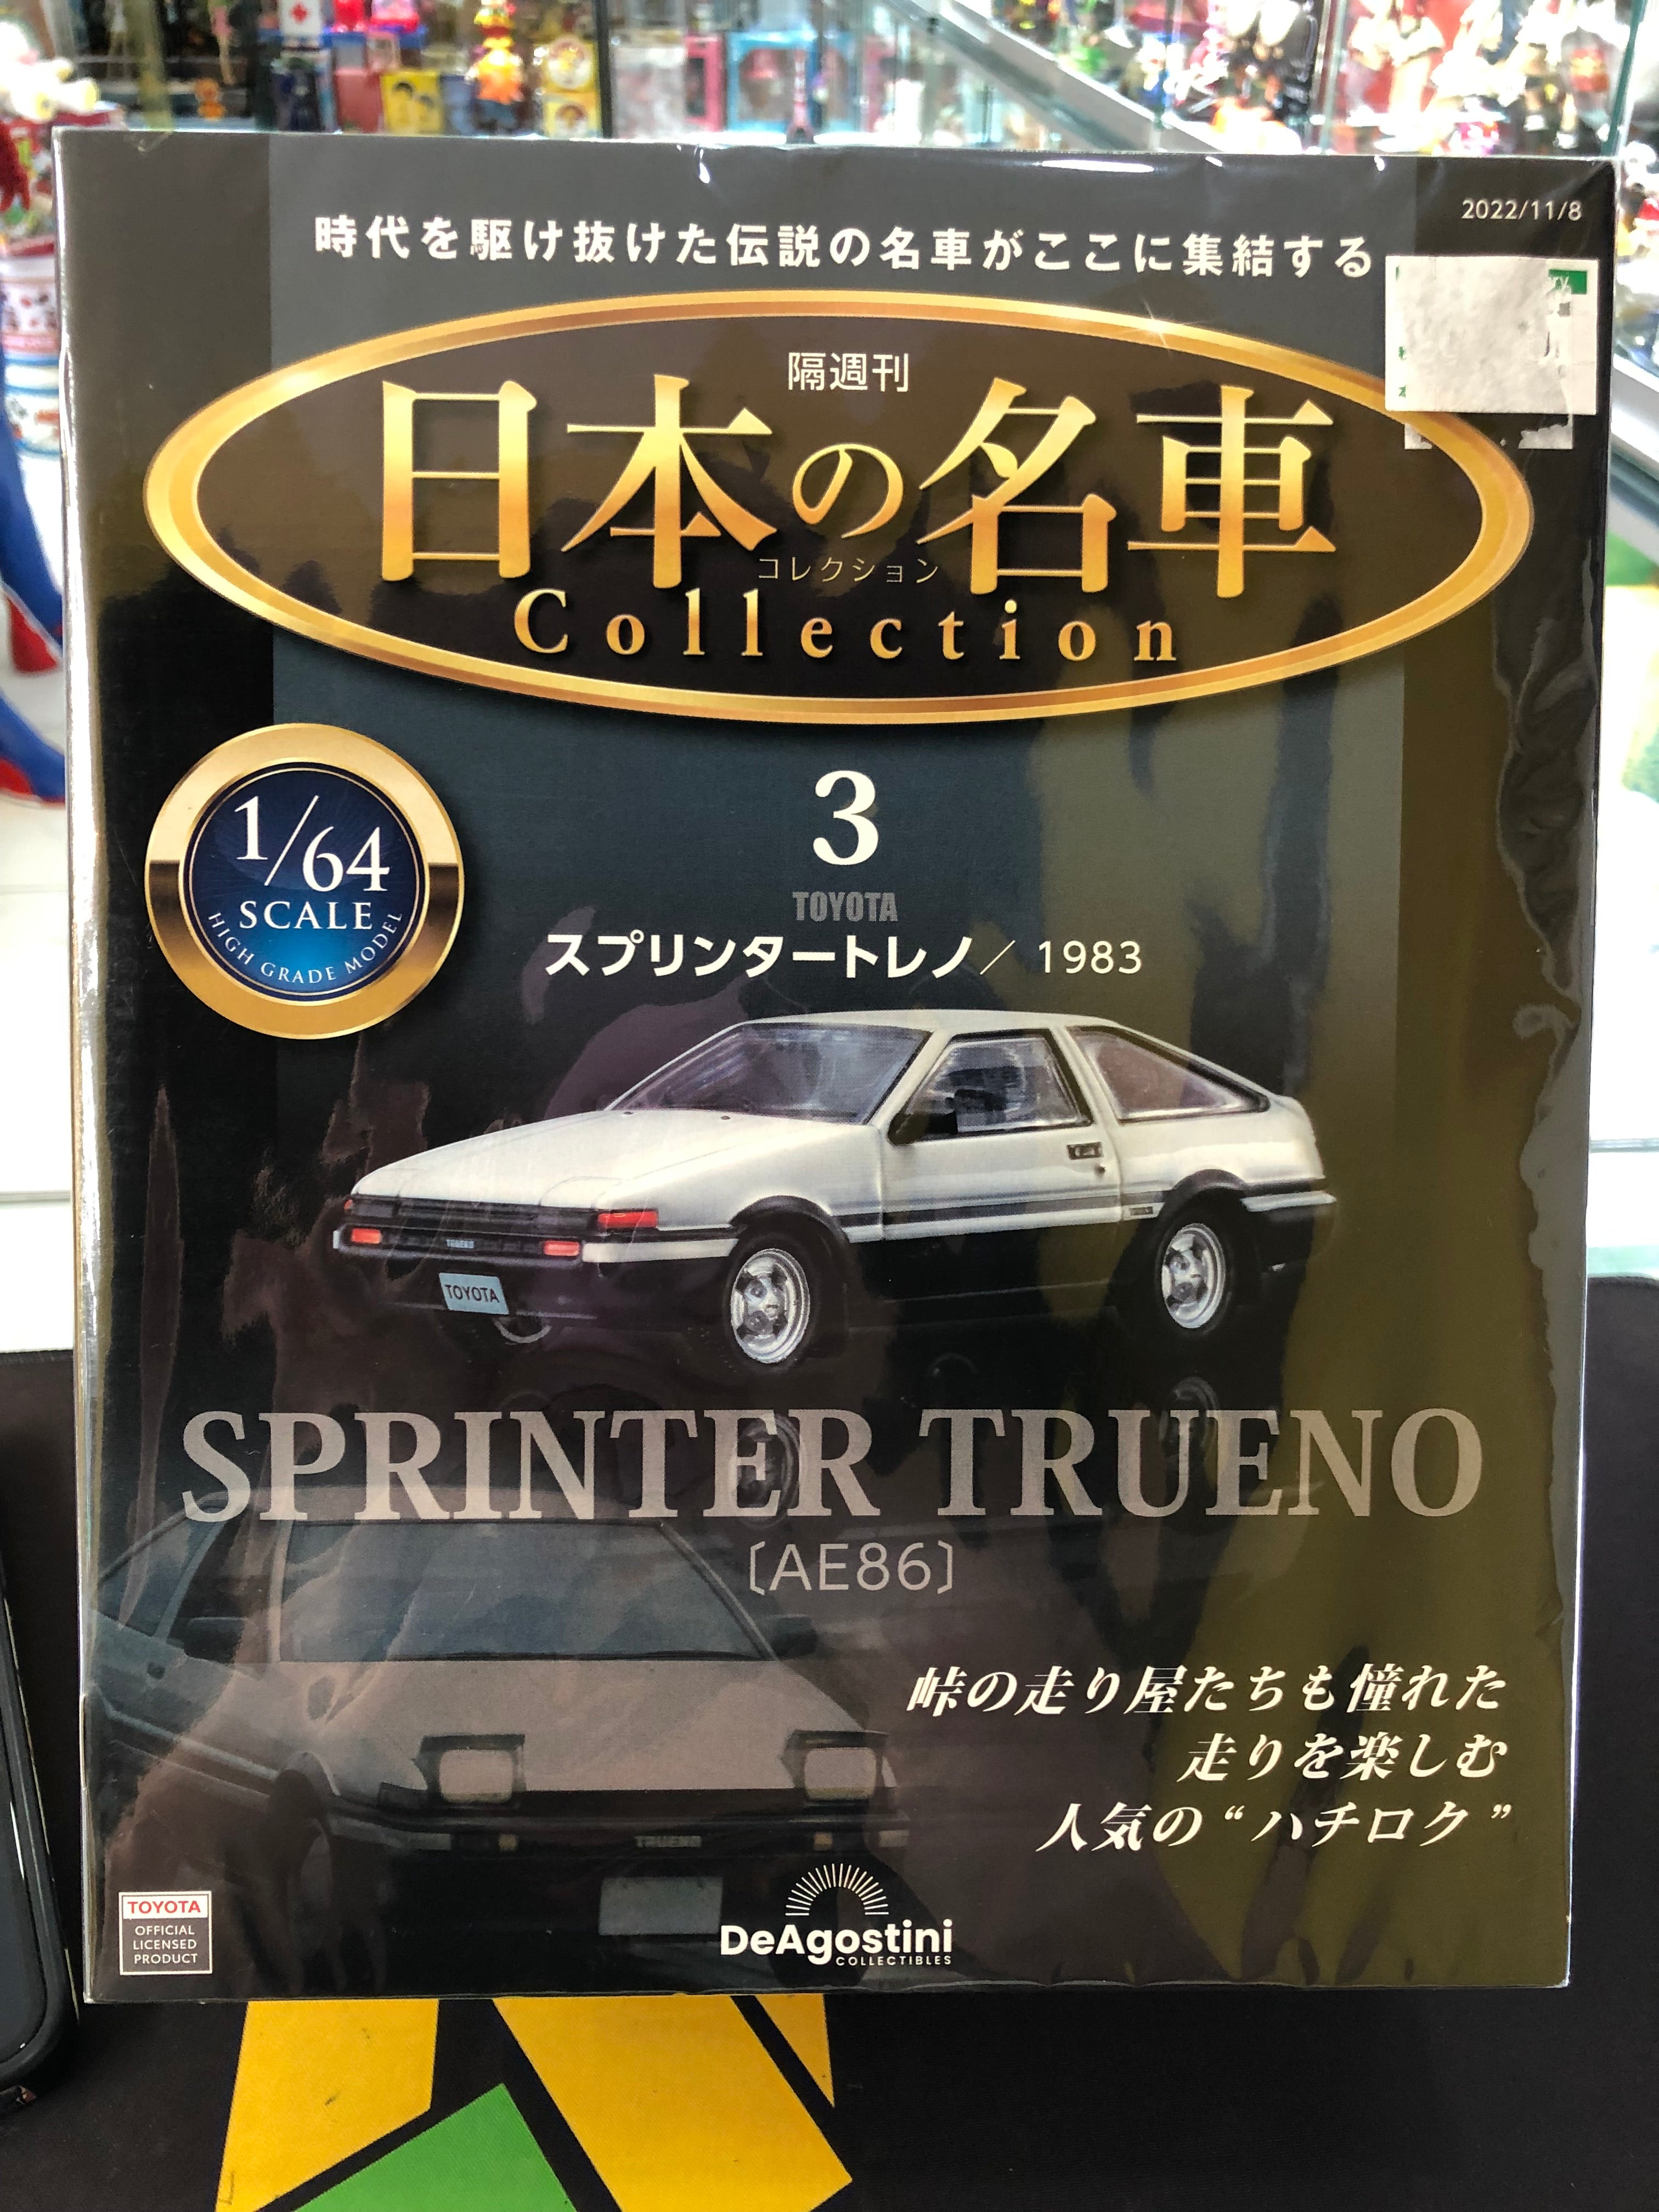 2022/11/8
時代を駆け抜けた伝説の名車がここに集結する
隔週刊
日本の名車
コレクション
Collection
1/64
SCALE
HIGH GRADE MODEL
3
TOYOTA
スプリンタートレノ／1983
TRUENO
TOYOTA
SPRINTER TRUENO
〔AE86〕
峠の走り屋たちも憧れた
走りを楽しむ
人気の“ハチロク”
TRUENO
TOYOTA
OFFICIAL
LICENSED
PRODUCT
DeAgostini
COLLECTIBLES